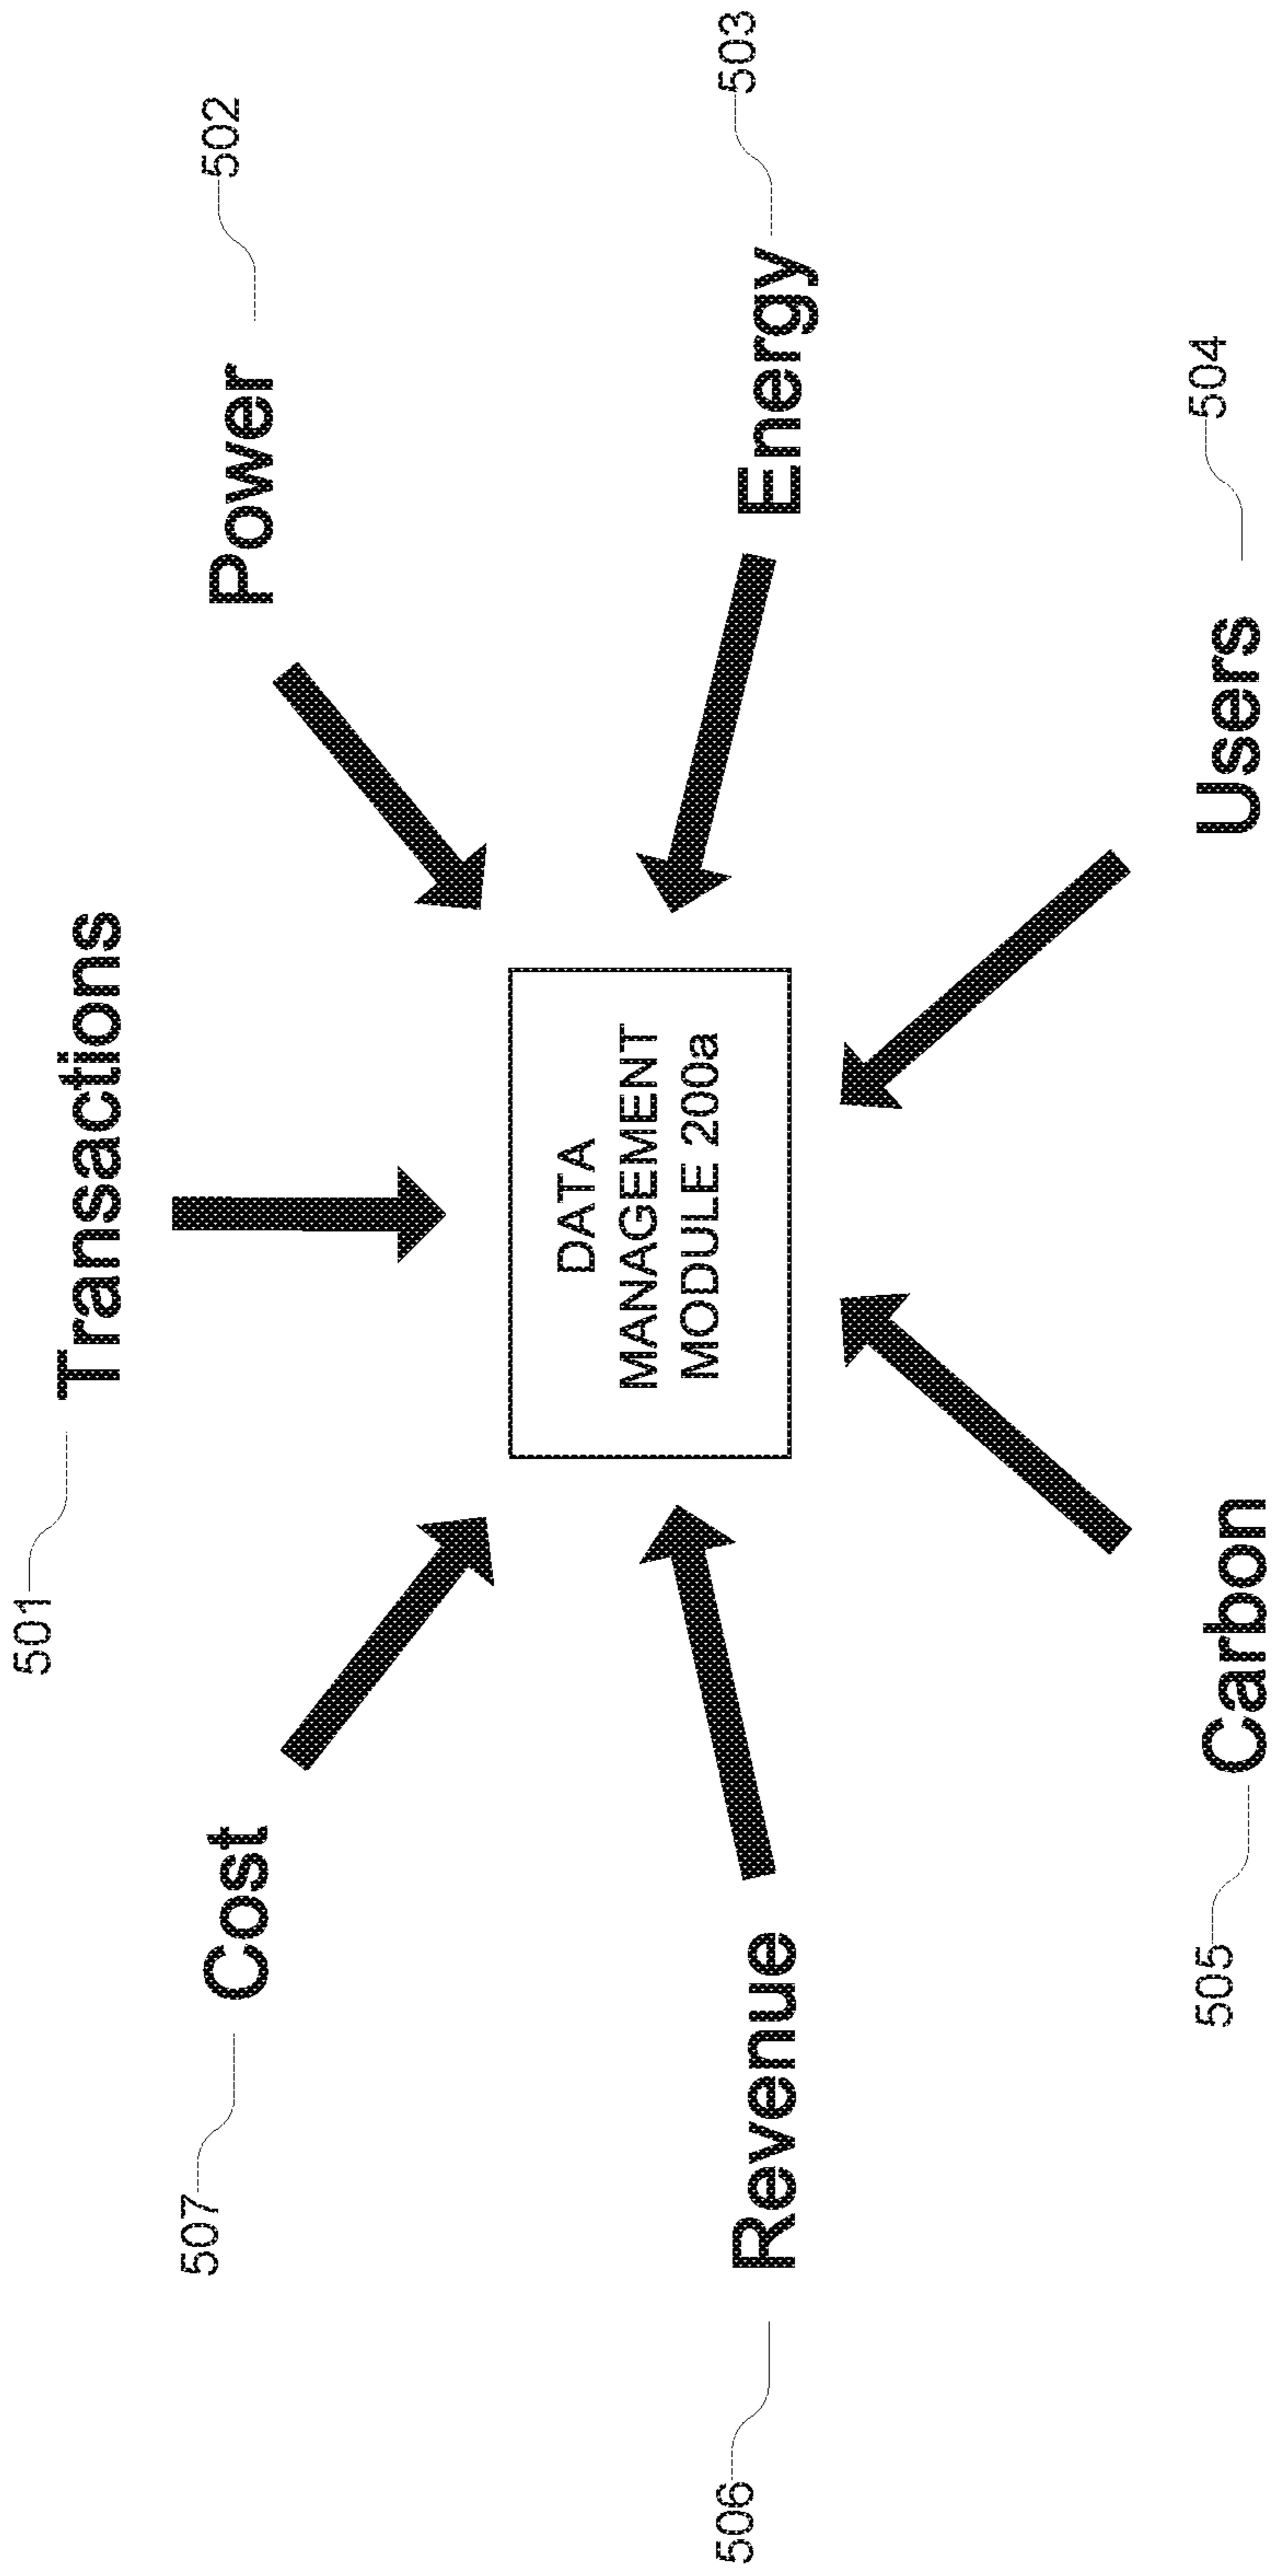 501
Transactions
507
Cost
Power
502
DATA
MANAGEMENT
MODULE 200a
506
Revenue
Energy
503
505
Carbon
Users
504